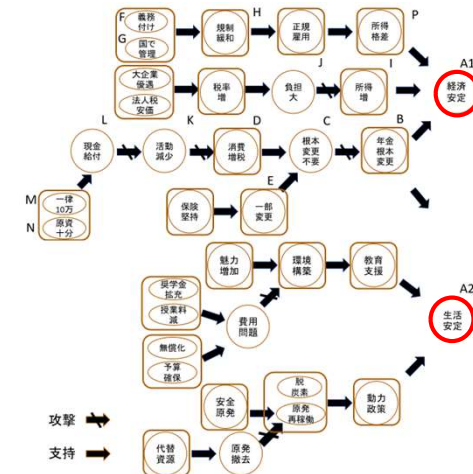 F
義務
付け
G
国で
管理
H
規制
緩和
正規
雇用
P
所得
格差
A1
経済
安定
大企業
優遇
法人税
安価
税率
増
J
負担
大
I
所得
増
L
現金
給付
K
活動
減少
D
消費
増税
C
根本
変更
不要
B
年金
根本
変更
M
一律
10万
N
原資
十分
E
保険
堅持
一部
変更
魅力
増加
環境
構築
教育
支援
A2
生活
安定
奨学金
拡充
授業料
減
費用
問題
無償化
予算
確保
安全
原発
脱
炭素
原発
再稼働
動力
政策
代替
資源
原発
撤去
攻撃
支持